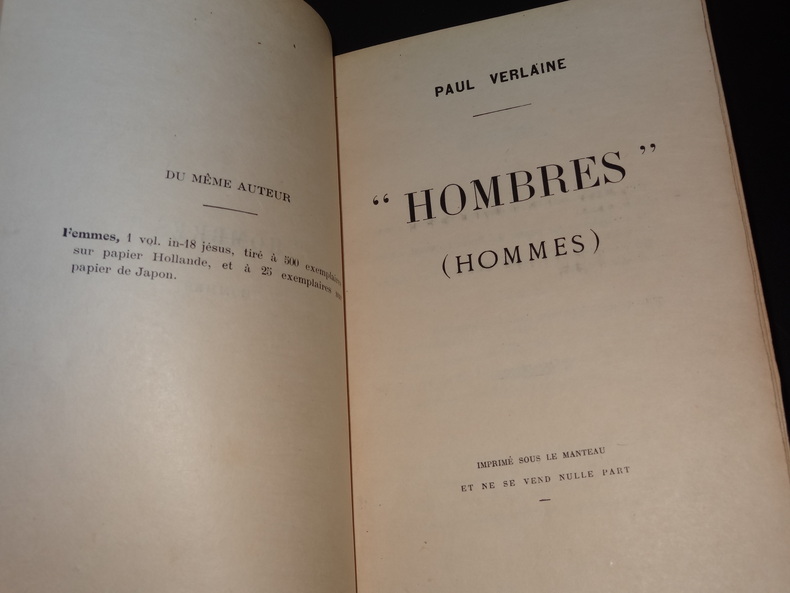 DU MÊME AUTEUR
Femmes, 1 vol. in-18 jésus, tiré à 500 exemplaires
sur papier Hollande, et à 25 exemplaires
papier de Japon.
PAUL VERLAINE
“ HOMBRES ”
(HOMMES)
IMPRIMÉ SOUS LE MANTEAU
ET NE SE VEND NULLE PART